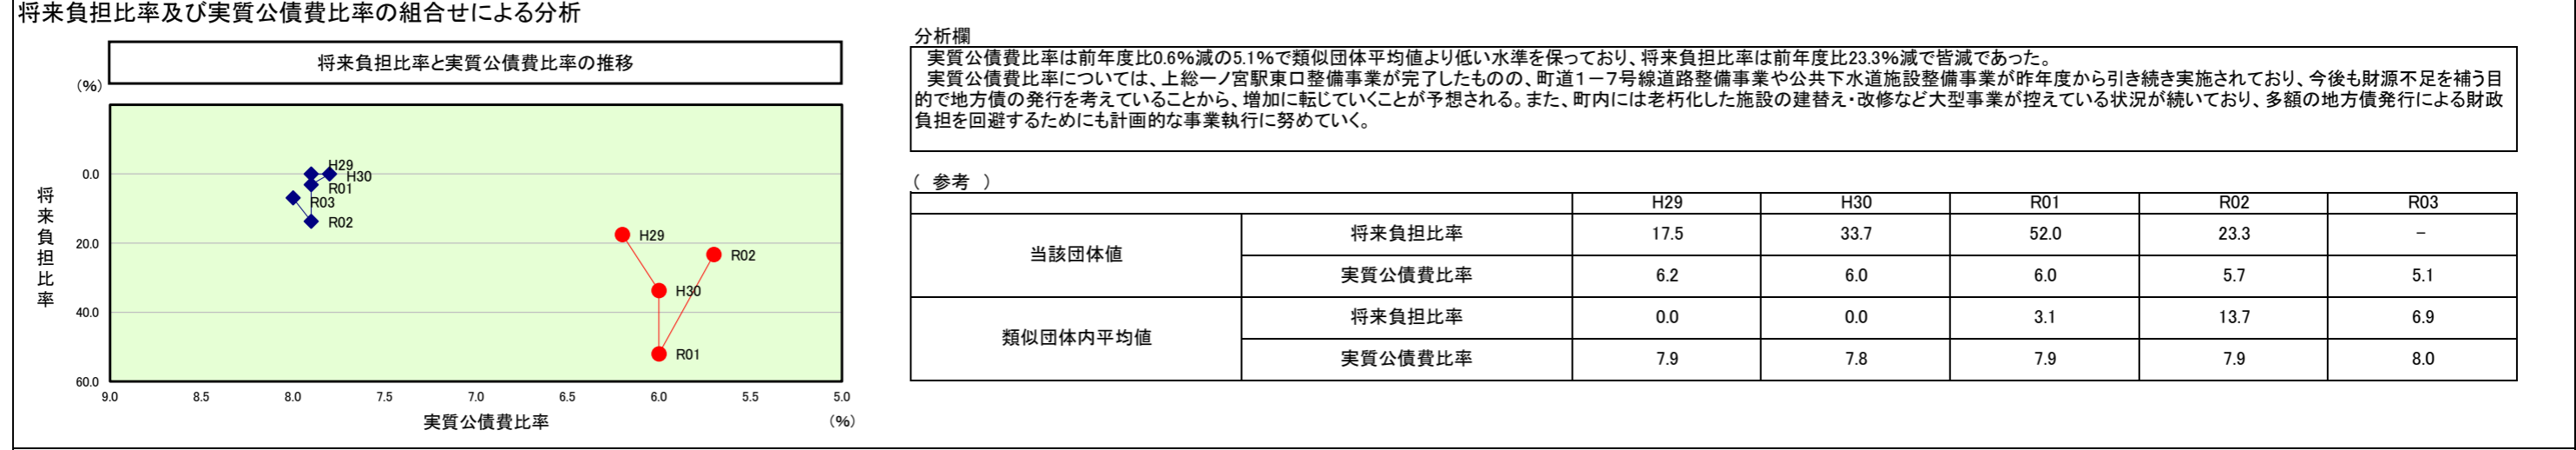 将来負担比率及び実質公債費比率の組合せによる分析
将来負担比率と実質公債費比率の推移
(%)
0.0
20.0
40.0
60.0
将来負担比率
H29
H30
R01
R03
R02
H29
R02
H30
R01
9.0 8.5 8.0 7.5 7.0 6.5 6.0 5.5 5.0
実質公債費比率
(%)
分析欄
実質公債費比率は前年度比0.6%減の5.1%で類似団体平均値より低い水準を保っており、将来負担比率は前年度比23.3%減で皆減であった。
実質公債費比率については、上総一ノ宮駅東口整備事業が完了したものの、町道1-7号線道路整備事業や公共下水道施設整備事業が昨年度から引き続き実施されており、今後も財源不足を補う目
的で地方債の発行を考えていることから、増加に転じていくことが予想される。また、町内には老朽化した施設の建替え・改修など大型事業が控えている状況が続いており、多額の地方債発行による財政
負担を回避するためにも計画的な事業執行に努めていく。
( 参考 )
H29 H30 R01 R02 R03
当該団体値
将来負担比率 17.5 33.7 52.0 23.3 -
実質公債費比率 6.2 6.0 6.0 5.7 5.1
類似団体内平均値
将来負担比率 0.0 0.0 3.1 13.7 6.9
実質公債費比率 7.9 7.8 7.9 7.9 8.0